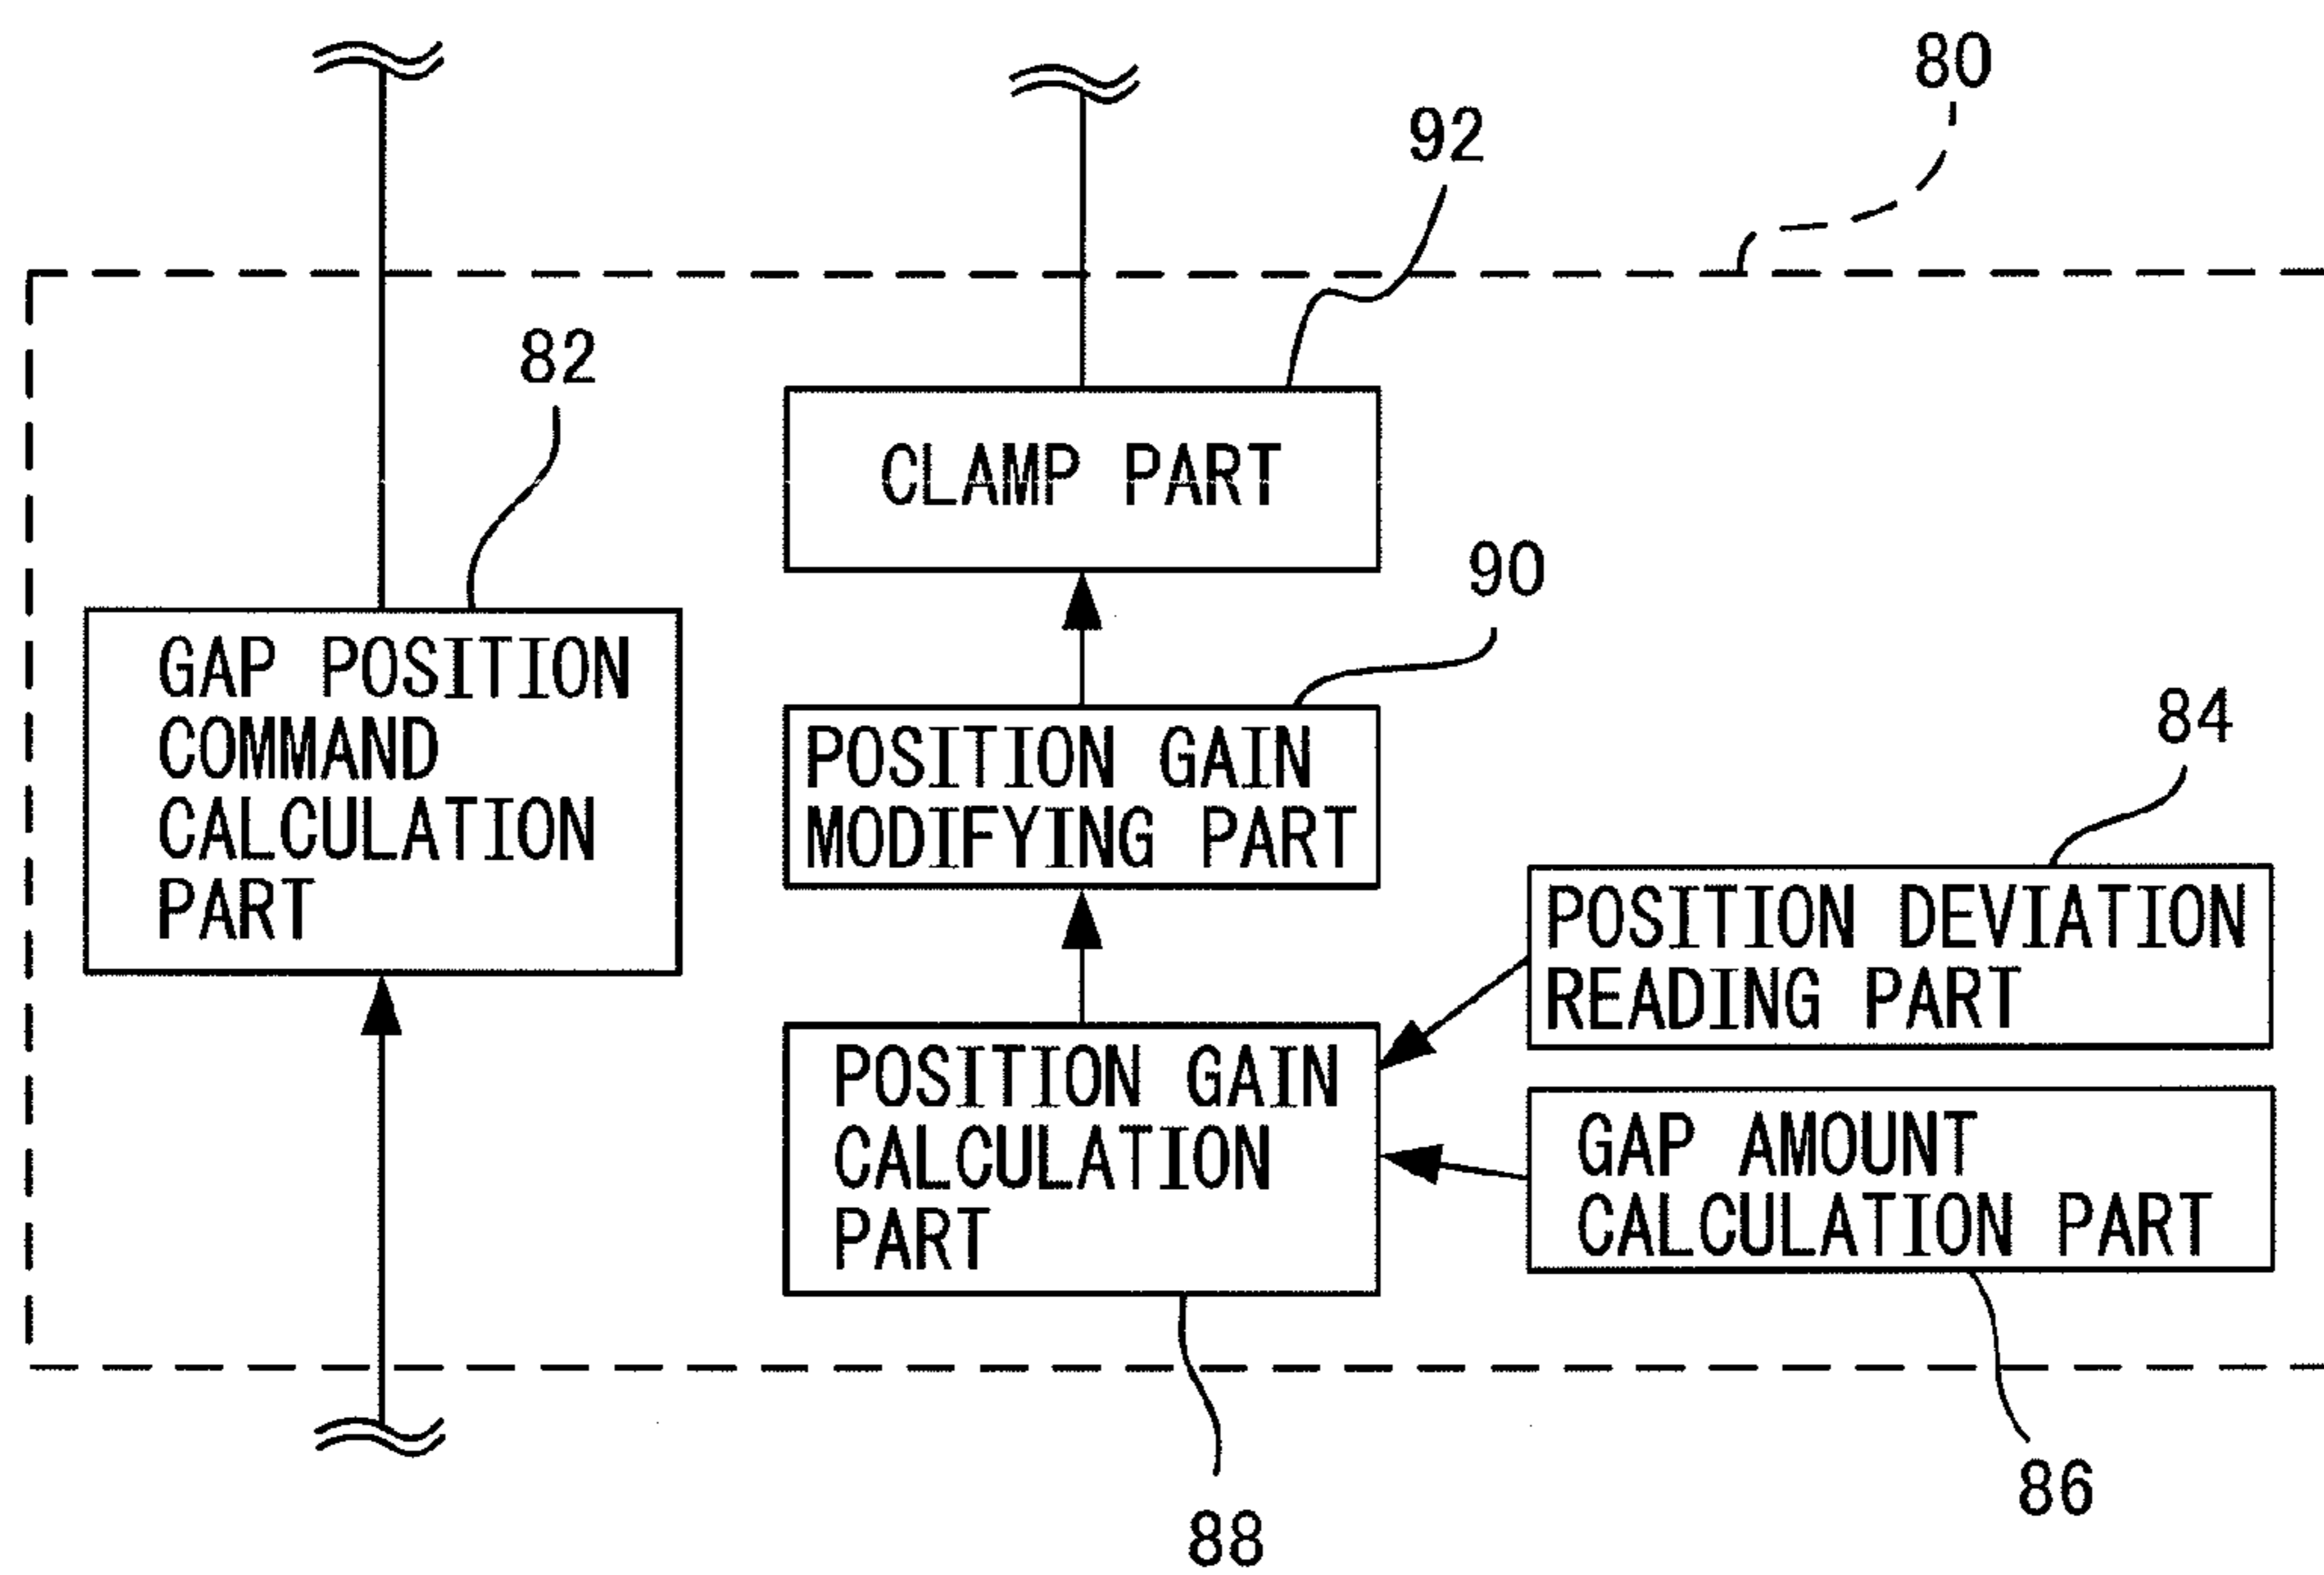 80
92
82
CLAMP PART
90
GAP POSITION
COMMAND
CALCULATION
PART
POSITION GAIN
MODIFYING PART
84
POSITION DEVIATION
READING PART
POSITION GAIN
CALCULATION
PART
GAP AMOUNT
CALCULATION PART
86
88